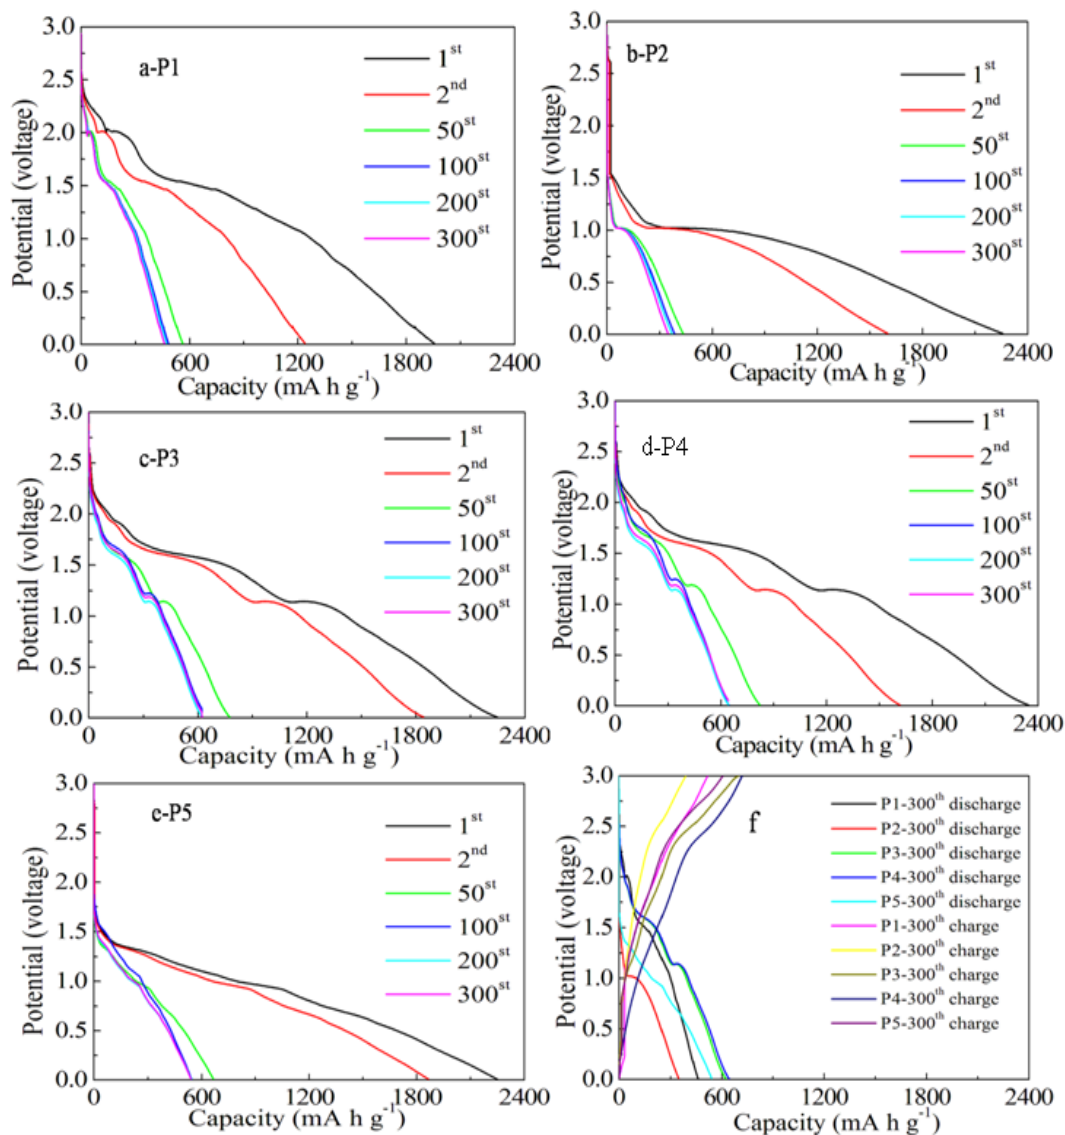 a-P1
1st
2nd
50st
100st
200st
300st
3.0
2.5
2.0
1.5
1.0
0.5
0.0
0 600 1200 1800 2400
Potential (voltage)
Capacity (mA h g-1)
b-P2
1st
2nd
50st
100st
200st
300st
3.0
2.5
2.0
1.5
1.0
0.5
0.0
0 600 1200 1800 2400
Potential (voltage)
Capacity (mA h g-1)
c-P3
1st
2nd
50st
100st
200st
300st
3.0
2.5
2.0
1.5
1.0
0.5
0.0
0 600 1200 1800 2400
Potential (voltage)
Capacity (mA h g-1)
d-P4
1st
2nd
50st
100st
200st
300st
3.0
2.5
2.0
1.5
1.0
0.5
0.0
0 600 1200 1800 2400
Potential (voltage)
Capacity (mA h g-1)
e-P5
1st
2nd
50st
100st
200st
300st
3.0
2.5
2.0
1.5
1.0
0.5
0.0
0 600 1200 1800 2400
Potential (voltage)
Capacity (mA h g-1)
f
P1-300th discharge
P2-300th discharge
P3-300th discharge
P4-300th discharge
P5-300th discharge
P1-300th charge
P2-300th charge
P3-300th charge
P4-300th charge
P5-300th charge
3.0
2.5
2.0
1.5
1.0
0.5
0.0
0 600 1200 1800 2400
Potential (voltage)
Capacity (mA h g-1)